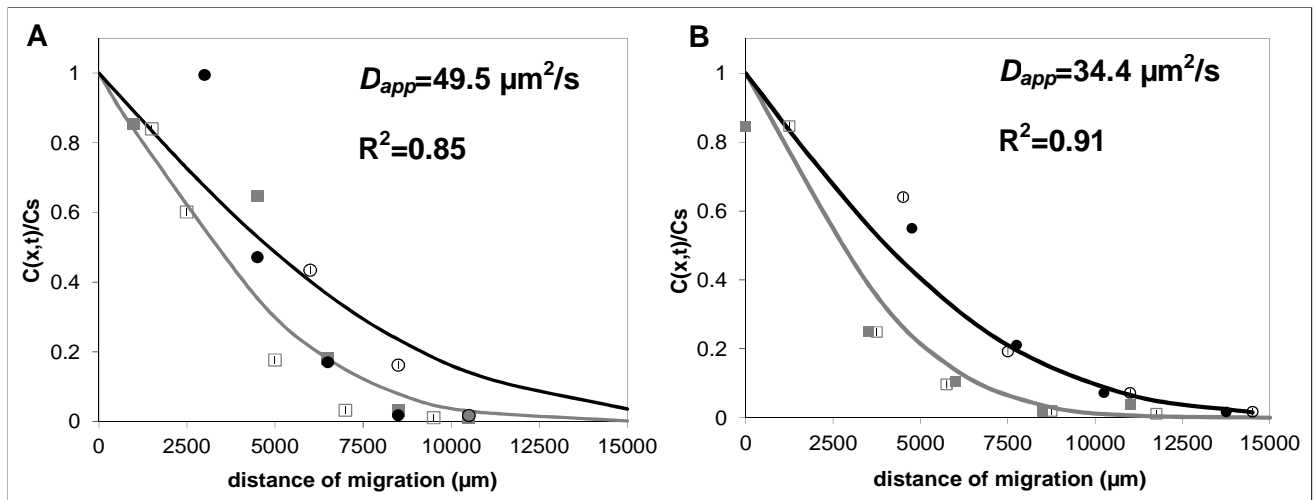 A
D_app=49.5 µm²/s
R²=0.85
1
0.8
0.6
0.4
0.2
0
C(x,t)/Cs
0 2500 5000 7500 10000 12500 15000
distance of migration (µm)
B
D_app=34.4 µm²/s
R²=0.91
1
0.8
0.6
0.4
0.2
0
C(x,t)/Cs
0 2500 5000 7500 10000 12500 15000
distance of migration (µm)